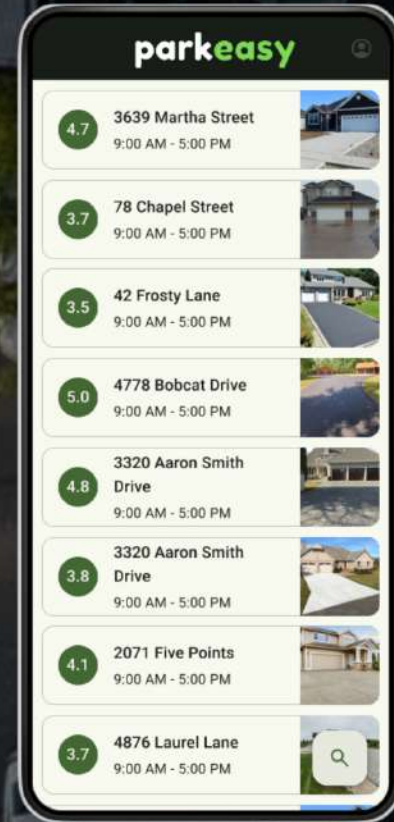 parkeasy
4.7
3639 Martha Street
9:00 AM - 5:00 PM
3.7
78 Chapel Street
9:00 AM - 5:00 PM
3.5
42 Frosty Lane
9:00 AM - 5:00 PM
5.0
4778 Bobcat Drive
9:00 AM - 5:00 PM
4.8
3320 Aaron Smith
Drive
9:00 AM - 5:00 PM
3.8
3320 Aaron Smith
Drive
9:00 AM - 5:00 PM
4.1
2071 Five Points
9:00 AM - 5:00 PM
3.7
4876 Laurel Lane
9:00 AM - 5:00 PM